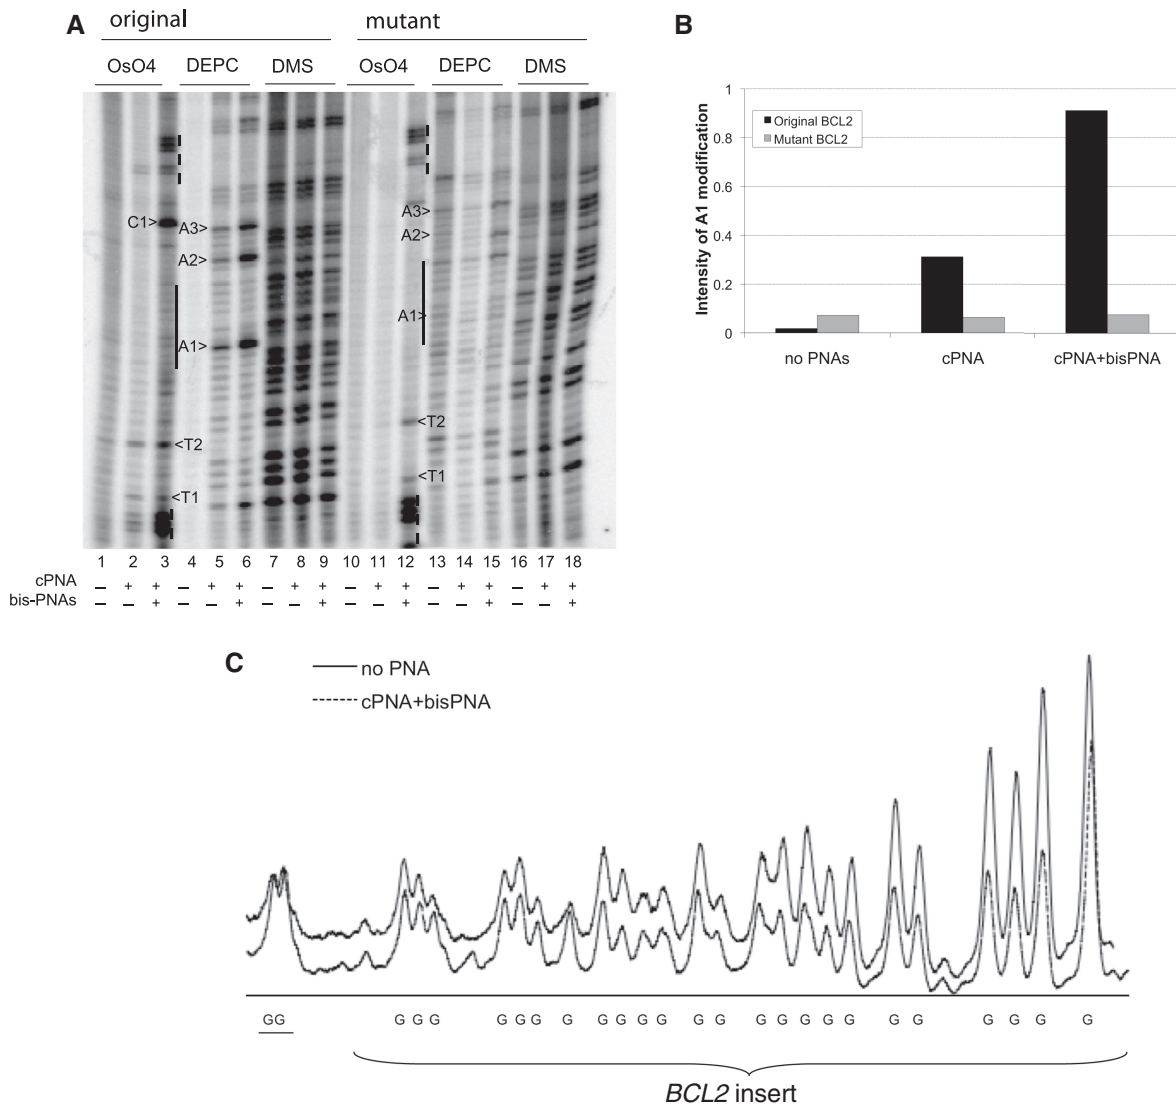 A
original mutant
OsO4 DEPC DMS OsO4 DEPC DMS
C1>
A3>
A2>
A1>
<T2
<T1
A3>
A2>
A1>
<T2
<T1
1 2 3 4 5 6 7 8 9 10 11 12 13 14 15 16 17 18
cPNA – + + – + + – + + – + + – + + – + +
bis-PNAs – – + – – + – – + – – + – – + – – +
B
Intensity of A1 modification
1
0.8
0.6
0.4
0.2
0
Original BCL2
Mutant BCL2
no PNAs cPNA cPNA+bisPNA
C
no PNA
cPNA+bisPNA
GG G G G G G G G G G G G G G G G G G G G G G G G G
BCL2 insert